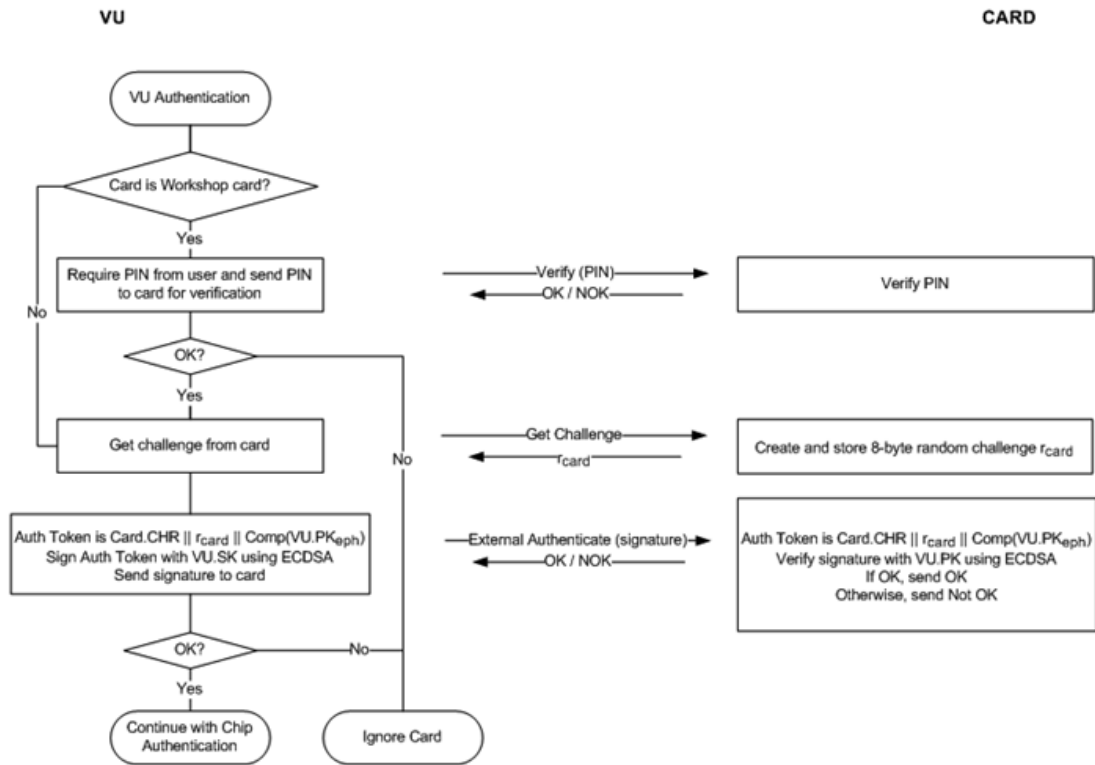 VU
CARD
VU Authentication
Card is Workshop card?
Yes
Require PIN from user and send PIN
to card for verification
Verify (PIN)
OK / NOK
Verify PIN
No
OK?
Yes
Get challenge from card
Get Challenge
rcard
Create and store 8-byte random challenge rcard
No
Auth Token is Card.CHR || rcard || Comp(VU.PKeph)
Sign Auth Token with VU.SK using ECDSA
Send signature to card
External Authenticate (signature)
OK / NOK
Auth Token is Card.CHR || rcard || Comp(VU.PKeph)
Verify signature with VU.PK using ECDSA
If OK, send OK
Otherwise, send Not OK
OK?
No
Yes
Continue with Chip
Authentication
Ignore Card